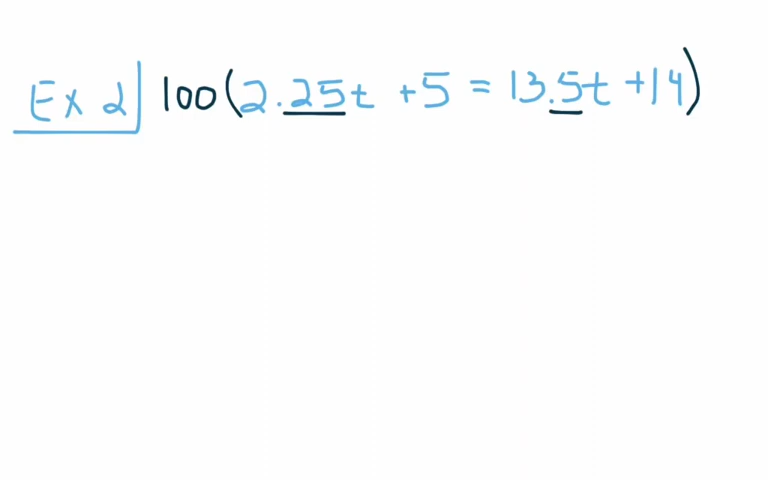 Ex 2 100(2.25t +5 = 13.5t +14)